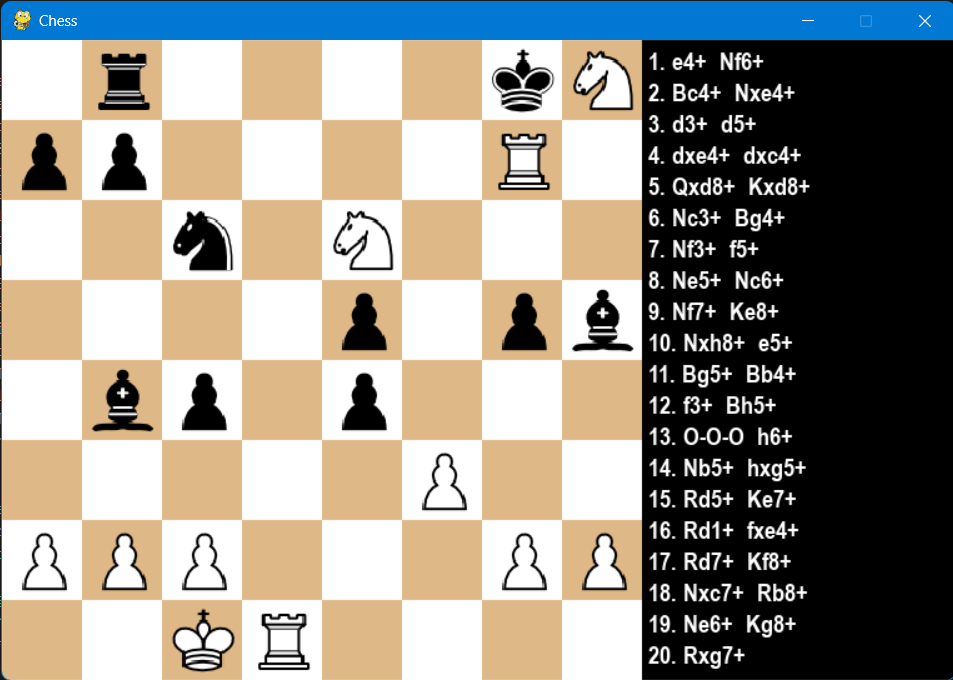 Chess
1. e4+ Nf6+
2. Bc4+ Nxe4+
3. d3+ d5+
4. dxe4+ dxc4+
5. Qxd8+ Kxd8+
6. Nc3+ Bg4+
7. Nf3+ f5+
8. Ne5+ Nc6+
9. Nf7+ Ke8+
10. Nxh8+ e5+
11. Bg5+ Bb4+
12. f3+ Bh5+
13. O-O-O h6+
14. Nb5+ hxg5+
15. Rd5+ Ke7+
16. Rd1+ fxe4+
17. Rd7+ Kf8+
18. Nxc7+ Rb8+
19. Ne6+ Kg8+
20. Rxg7+